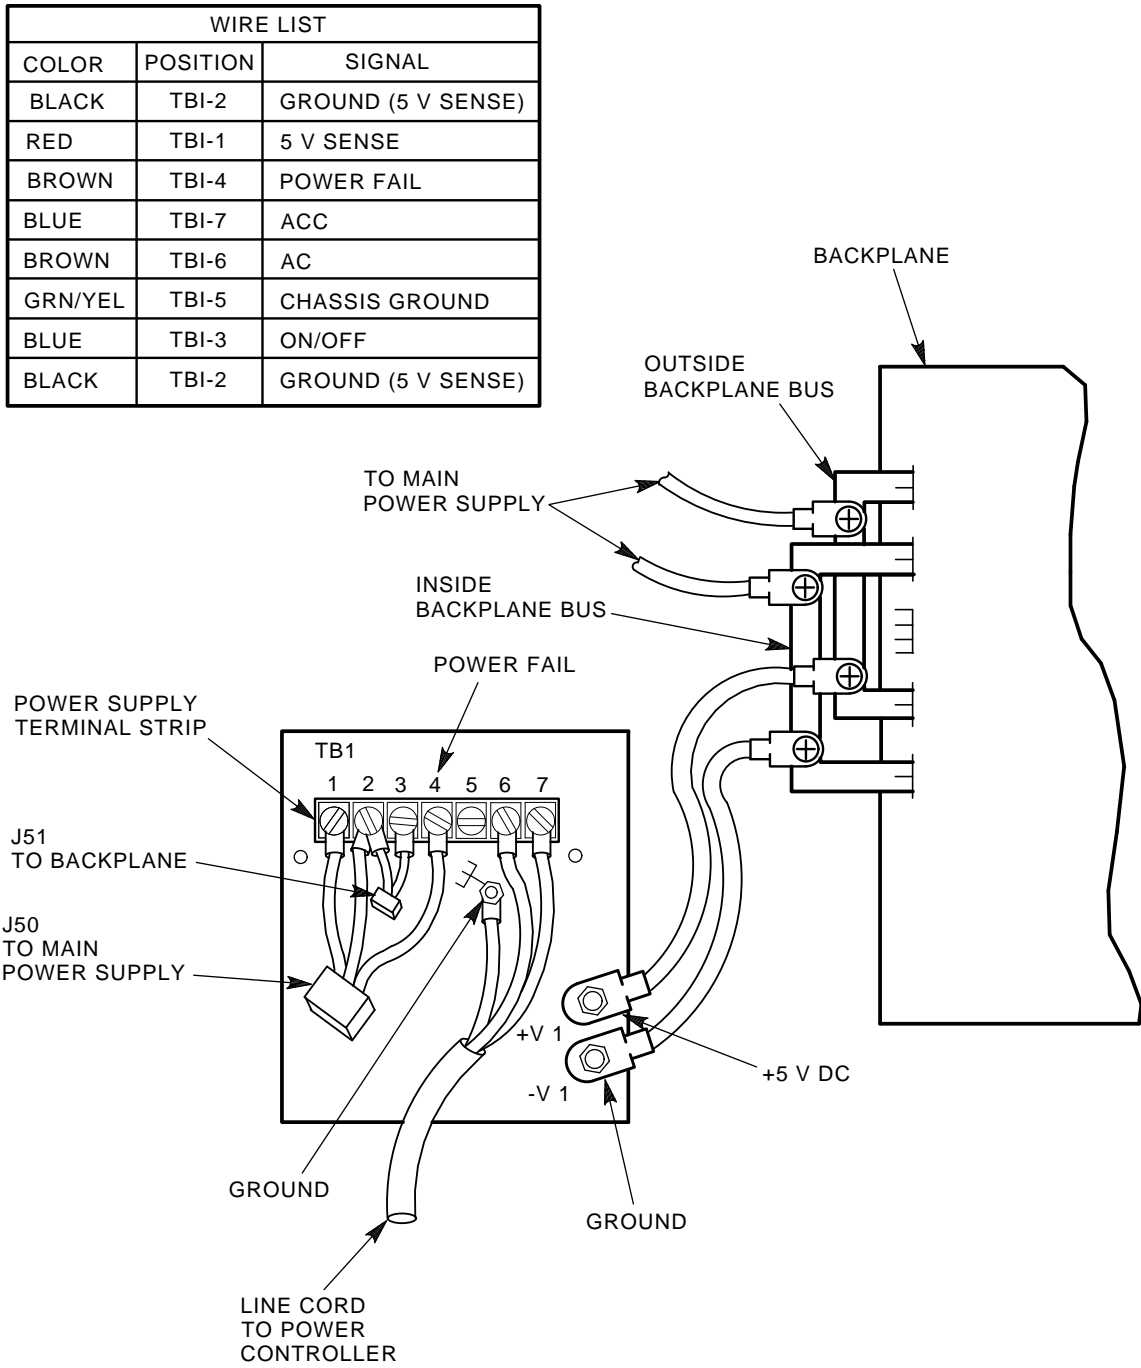 WIRE LIST
COLOR POSITION SIGNAL
BLACK TBI-2 GROUND (5 V SENSE)
RED TBI-1 5 V SENSE
BROWN TBI-4 POWER FAIL
BLUE TBI-7 ACC
BROWN TBI-6 AC
GRN/YEL TBI-5 CHASSIS GROUND
BLUE TBI-3 ON/OFF
BLACK TBI-2 GROUND (5 V SENSE)
BACKPLANE
OUTSIDE
BACKPLANE BUS
TO MAIN
POWER SUPPLY
INSIDE
BACKPLANE BUS
POWER FAIL
POWER SUPPLY
TERMINAL STRIP
TB1
1 2 3 4 5 6 7
J51
TO BACKPLANE
J50
TO MAIN
POWER SUPPLY
+V 1
+5 V DC
-V 1
GROUND
GROUND
LINE CORD
TO POWER
CONTROLLER